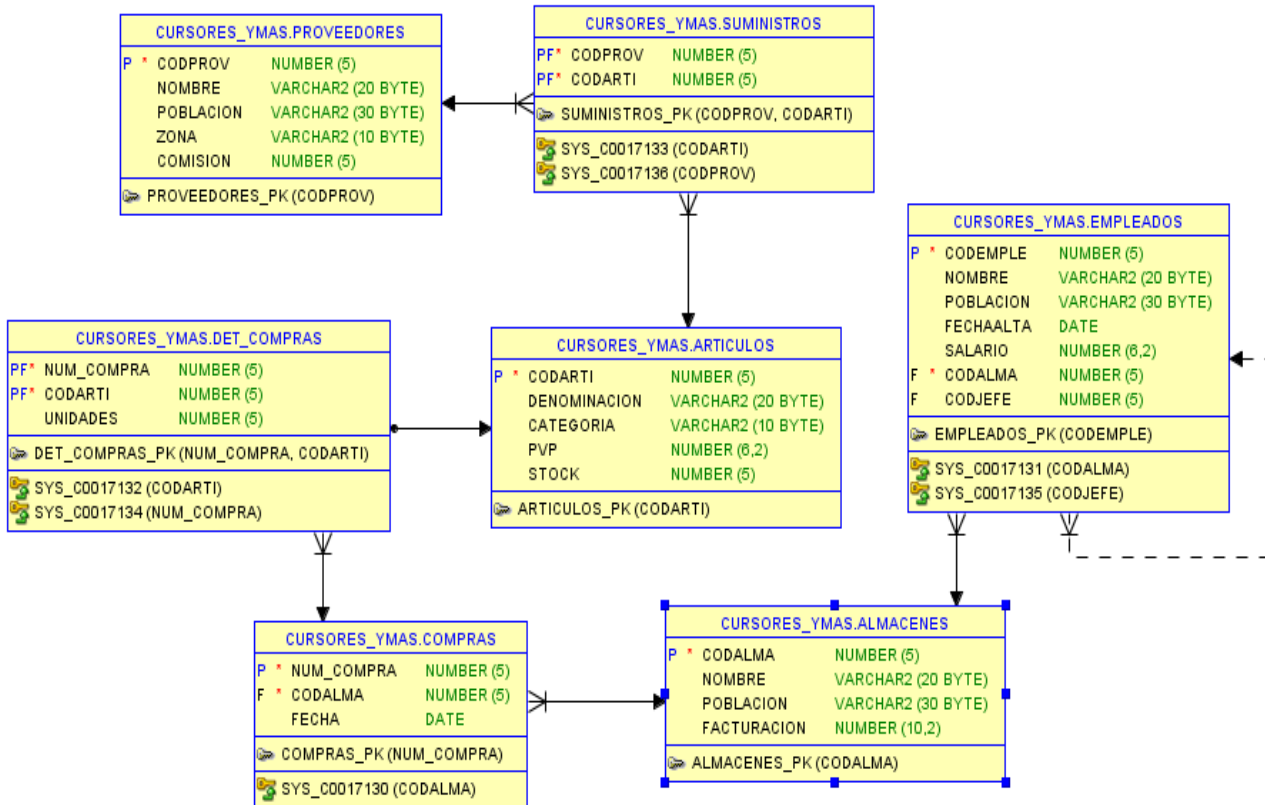 CURSORES_YMAS.PROVEEDORES
P * CODPROV NUMBER (5)
NOMBRE VARCHAR2 (20 BYTE)
POBLACION VARCHAR2 (30 BYTE)
ZONA VARCHAR2 (10 BYTE)
COMISION NUMBER (5)
PROVEEDORES_PK (CODPROV)
CURSORES_YMAS.SUMINISTROS
PF* CODPROV NUMBER (5)
PF* CODARTI NUMBER (5)
SUMINISTROS_PK (CODPROV, CODARTI)
SYS_C0017133 (CODARTI)
SYS_C0017136 (CODPROV)
CURSORES_YMAS.EMPLEADOS
P * CODEMPLE NUMBER (5)
NOMBRE VARCHAR2 (20 BYTE)
POBLACION VARCHAR2 (30 BYTE)
FECHAALTA DATE
SALARIO NUMBER (6,2)
F * CODALMA NUMBER (5)
F CODJEFE NUMBER (5)
EMPLEADOS_PK (CODEMPLE)
SYS_C0017131 (CODALMA)
SYS_C0017135 (CODJEFE)
CURSORES_YMAS.DET_COMPRAS
PF* NUM_COMPRA NUMBER (5)
PF* CODARTI NUMBER (5)
UNIDADES NUMBER (5)
DET_COMPRAS_PK (NUM_COMPRA, CODARTI)
SYS_C0017132 (CODARTI)
SYS_C0017134 (NUM_COMPRA)
CURSORES_YMAS.ARTICULOS
P * CODARTI NUMBER (5)
DENOMINACION VARCHAR2 (20 BYTE)
CATEGORIA VARCHAR2 (10 BYTE)
PVP NUMBER (6,2)
STOCK NUMBER (5)
ARTICULOS_PK (CODARTI)
CURSORES_YMAS.COMPRAS
P * NUM_COMPRA NUMBER (5)
F * CODALMA NUMBER (5)
FECHA DATE
COMPRAS_PK (NUM_COMPRA)
SYS_C0017130 (CODALMA)
CURSORES_YMAS.ALMACENES
P * CODALMA NUMBER (5)
NOMBRE VARCHAR2 (20 BYTE)
POBLACION VARCHAR2 (30 BYTE)
FACTURACION NUMBER (10,2)
ALMACENES_PK (CODALMA)